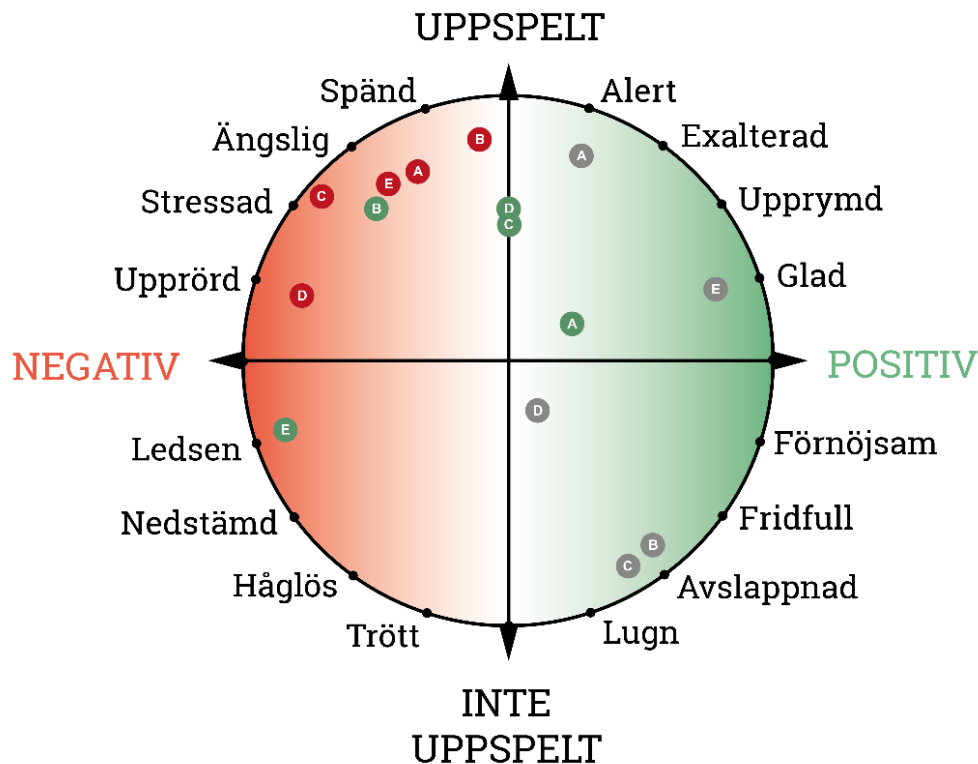 UPPSPELT
Spänd
Alert
Ängslig
Exalterad
B
A
A
E
C
Stressad
B
D
Upprymd
C
Upprörd
Glad
D
E
A
NEGATIV
POSITIV
D
E
Ledsen
Förnöjsam
Nedstämd
Fridfull
B
C
Håglös
Avslappnad
Trött
Lugn
INTE
UPPSPELT